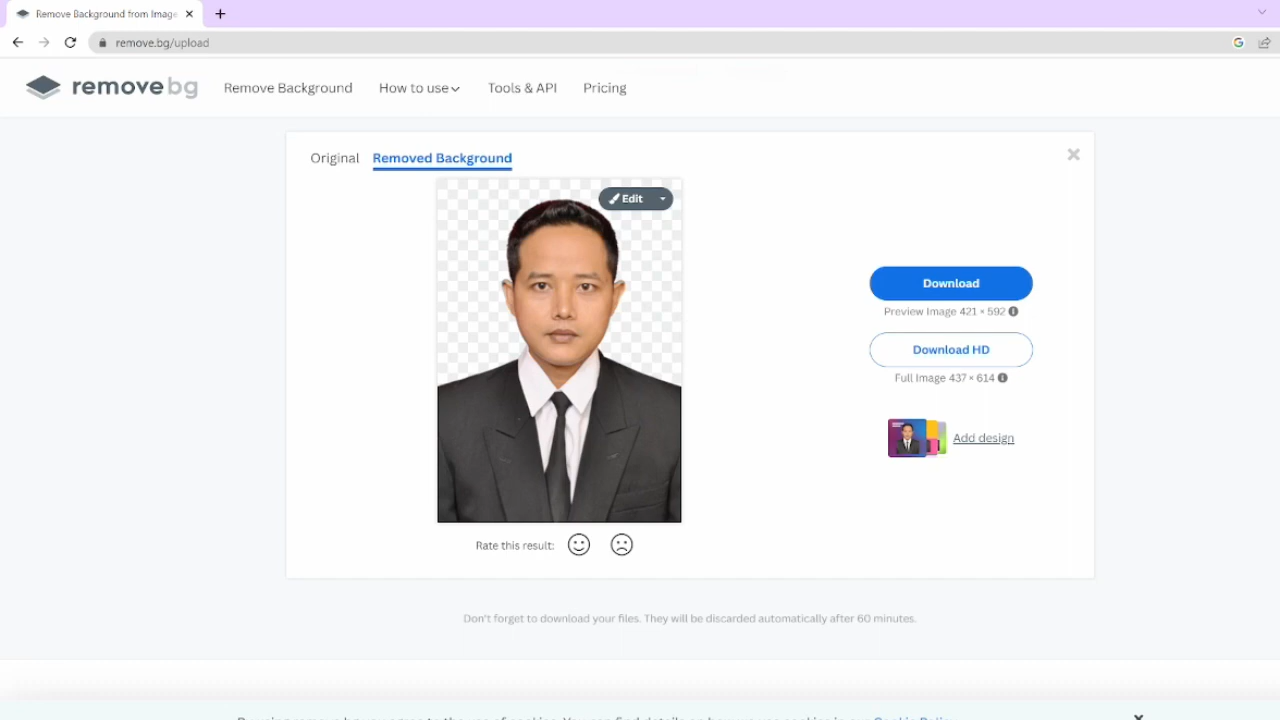 Remove Background from Image
remove.bg/upload
removebg
Remove Background
How to use
Tools & API
Pricing
Original
Removed Background
Edit
Download
Preview Image 421 × 592
Download HD
Full Image 437 × 614
Add design
Rate this result:
Don't forget to download your files. They will be discarded automatically after 60 minutes.